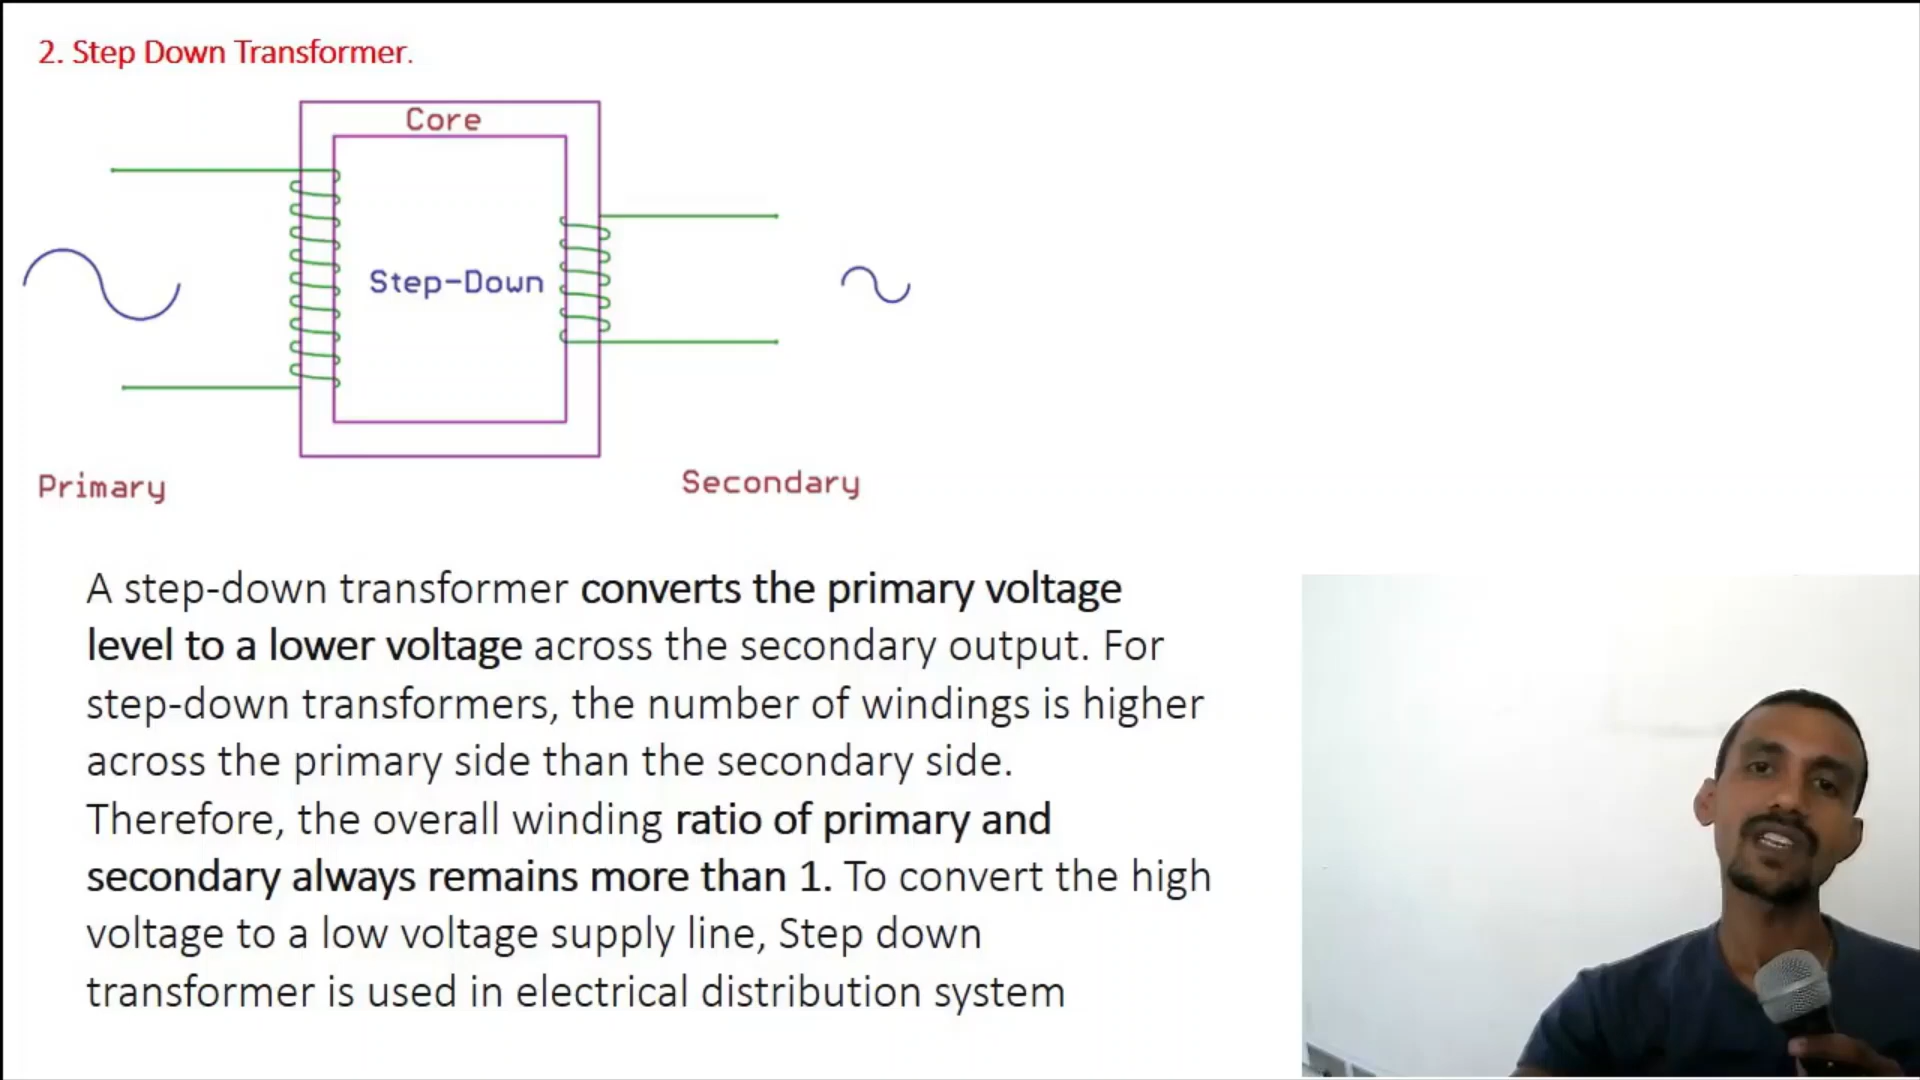 2. Step Down Transformer.
Core
Step-Down
Primary
Secondary
A step-down transformer converts the primary voltage
level to a lower voltage across the secondary output. For
step-down transformers, the number of windings is higher
across the primary side than the secondary side.
Therefore, the overall winding ratio of primary and
secondary always remains more than 1. To convert the high
voltage to a low voltage supply line, Step down
transformer is used in electrical distribution system